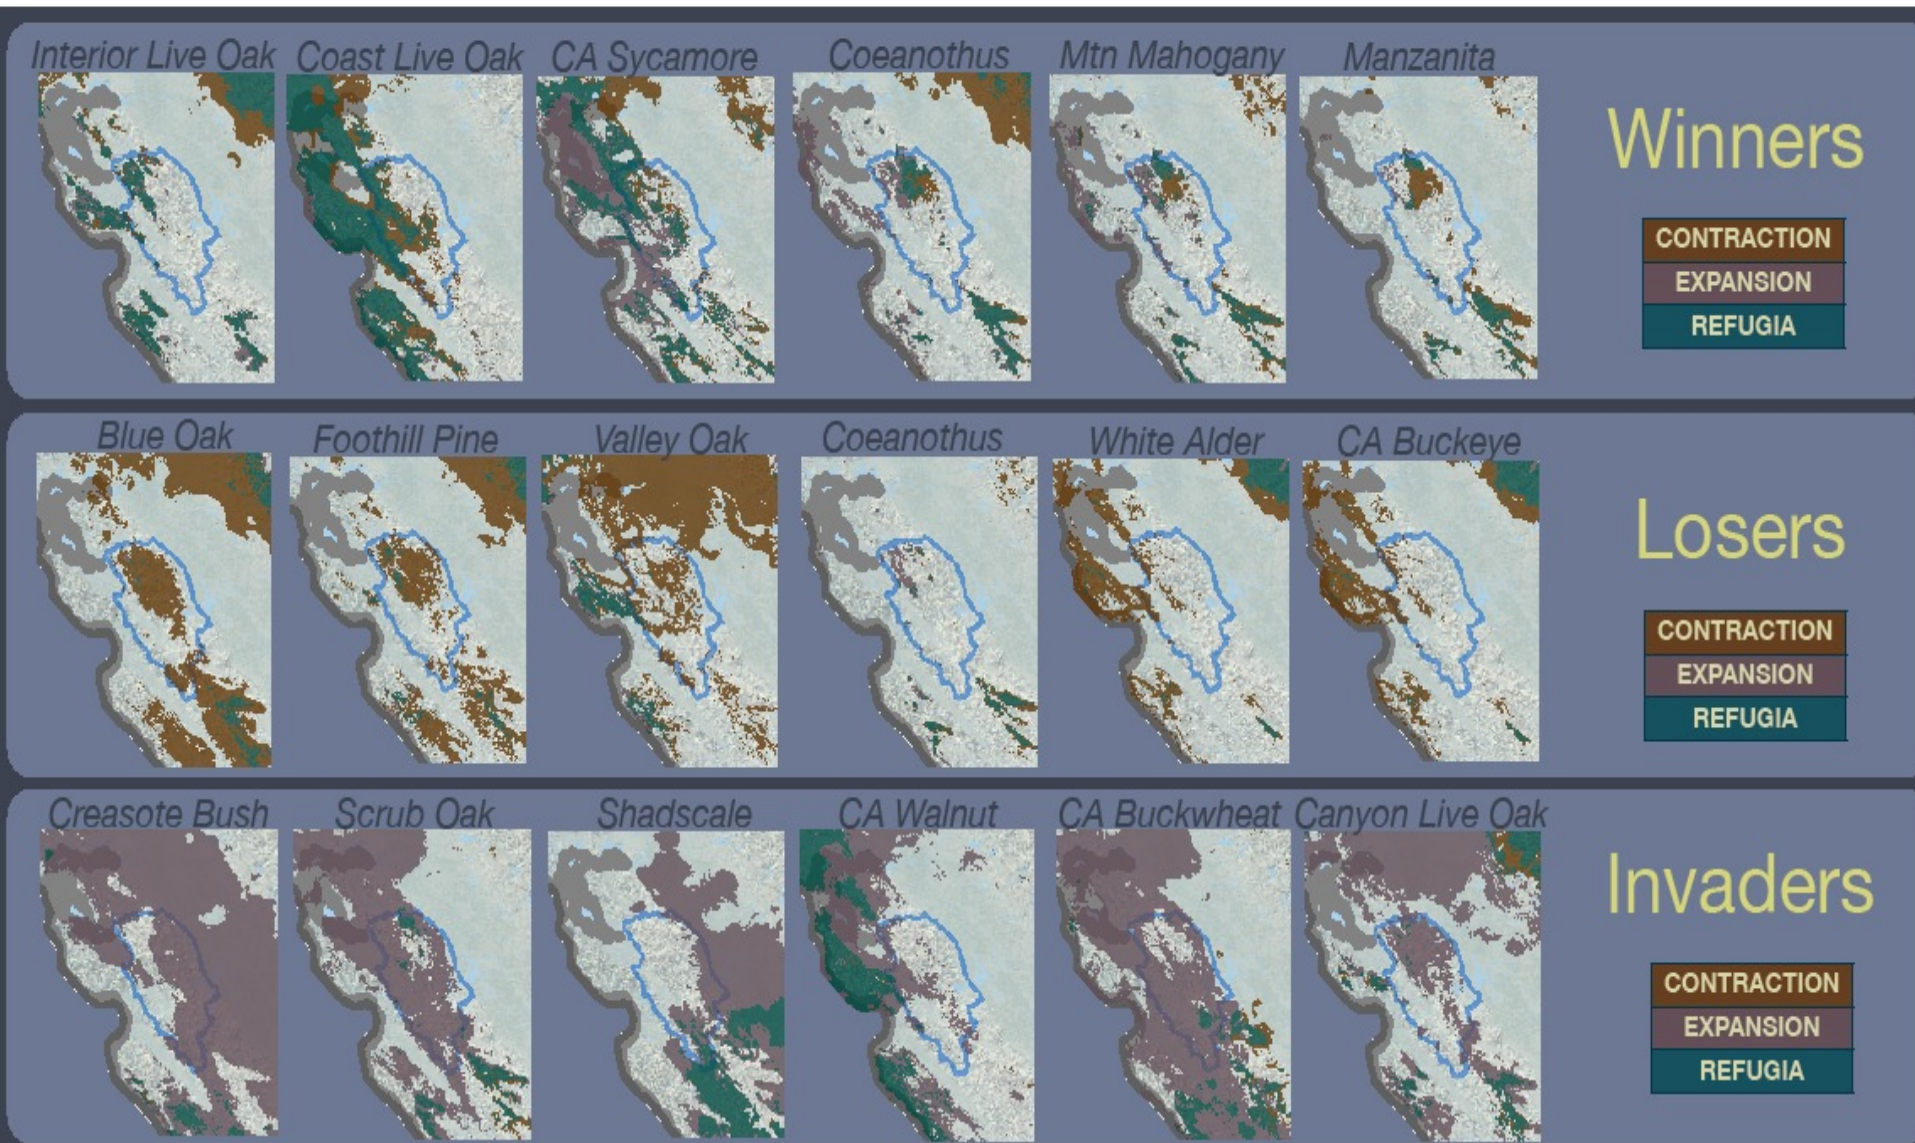 Interior Live Oak
Coast Live Oak
CA Sycamore
Coeanothus
Mtn Mahogany
Manzanita
Winners
CONTRACTION
EXPANSION
REFUGIA
Blue Oak
Foothill Pine
Valley Oak
Coeanothus
White Alder
CA Buckeye
Losers
CONTRACTION
EXPANSION
REFUGIA
Creasote Bush
Scrub Oak
Shadscale
CA Walnut
CA Buckwheat
Canyon Live Oak
Invaders
CONTRACTION
EXPANSION
REFUGIA